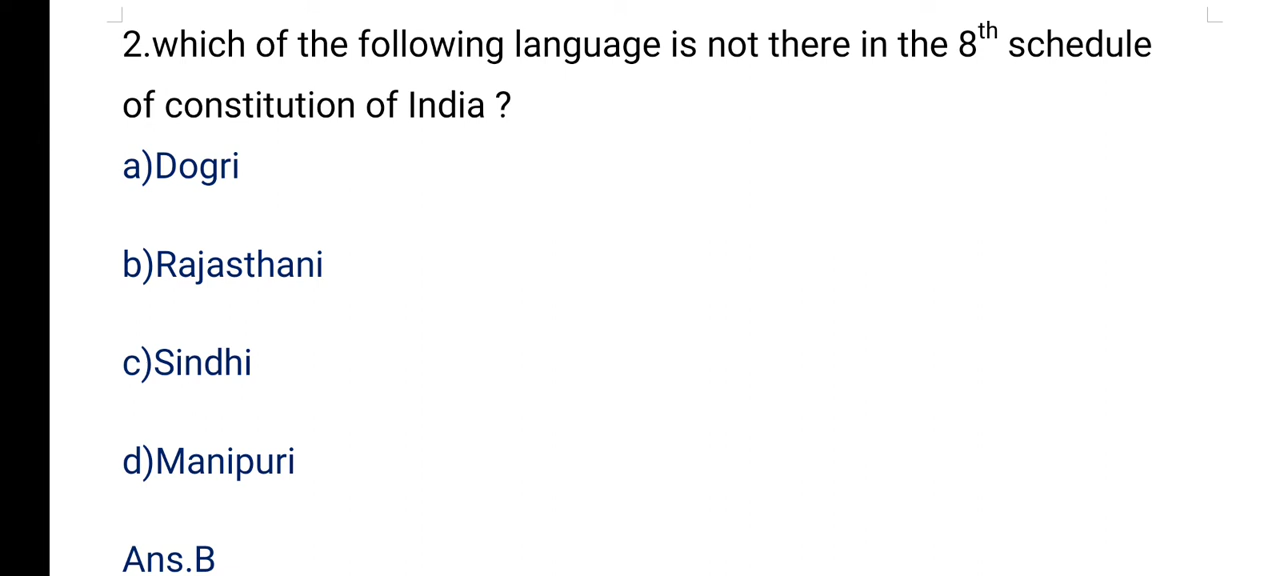 2.which of the following language is not there in the 8th schedule
of constitution of India ?
a)Dogri
b)Rajasthani
c)Sindhi
d)Manipuri
Ans.B